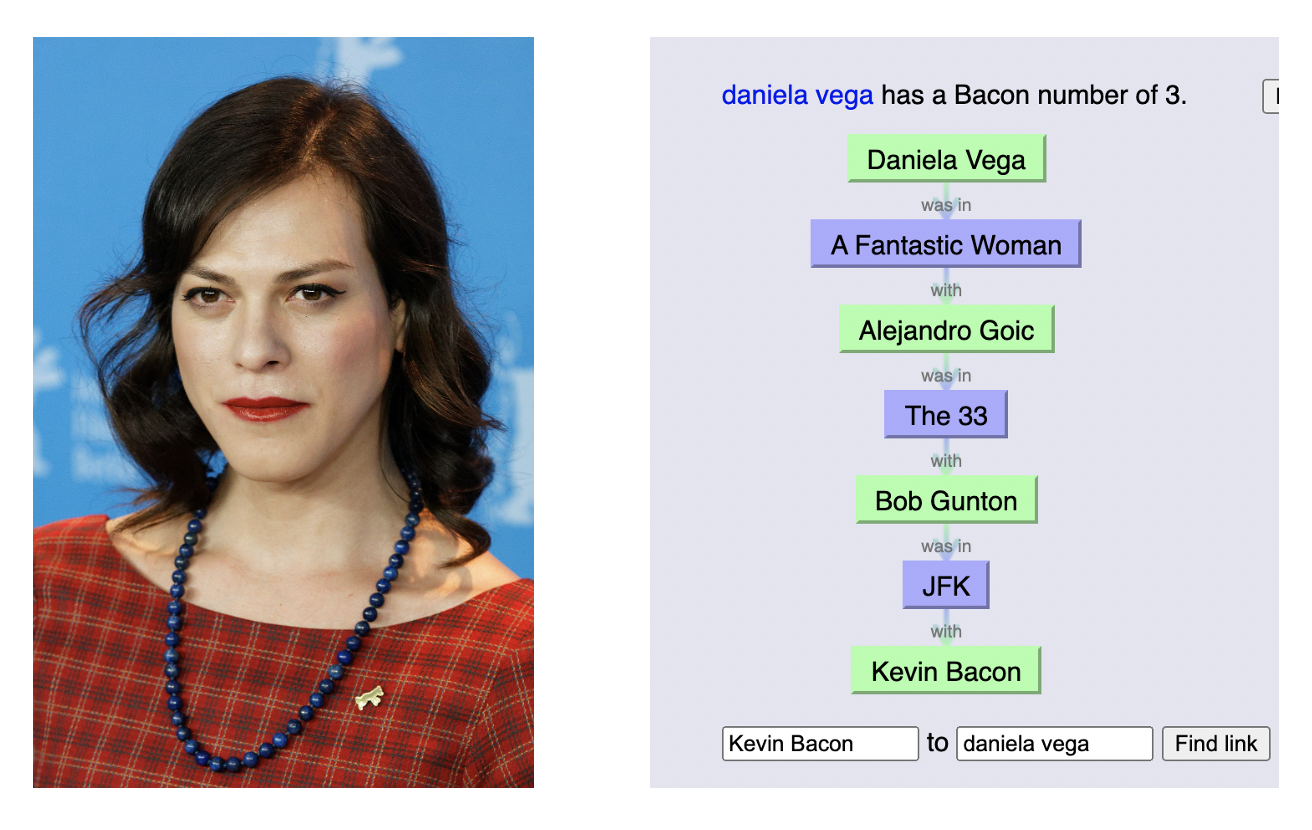 daniela vega has a Bacon number of 3.
Daniela Vega
was in
A Fantastic Woman
with
Alejandro Goic
was in
The 33
with
Bob Gunton
was in
JFK
with
Kevin Bacon
Kevin Bacon to daniela vega Find link